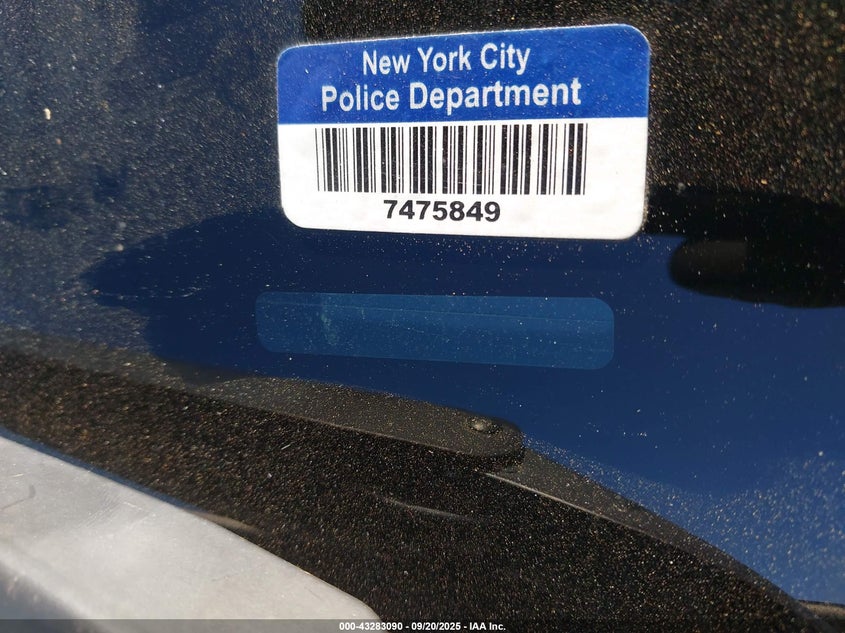 New York City
Police Department
7475849
000-43283090 - 09/20/2025 - IAA Inc.